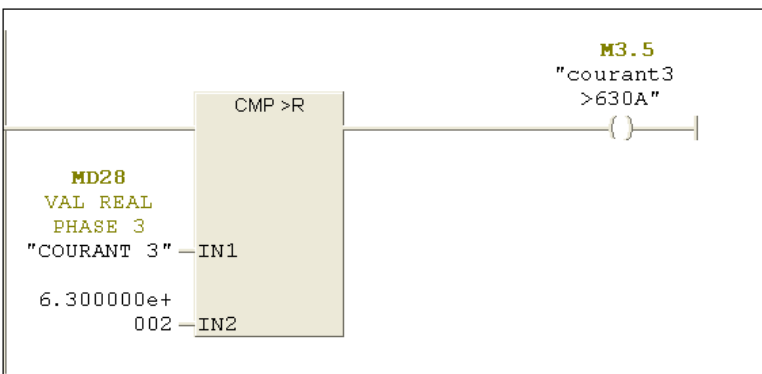 M3.5
"courant3
>630A"
CMP >R
MD28
VAL REAL
PHASE 3
"COURANT 3"
IN1
6.300000e+
002
IN2